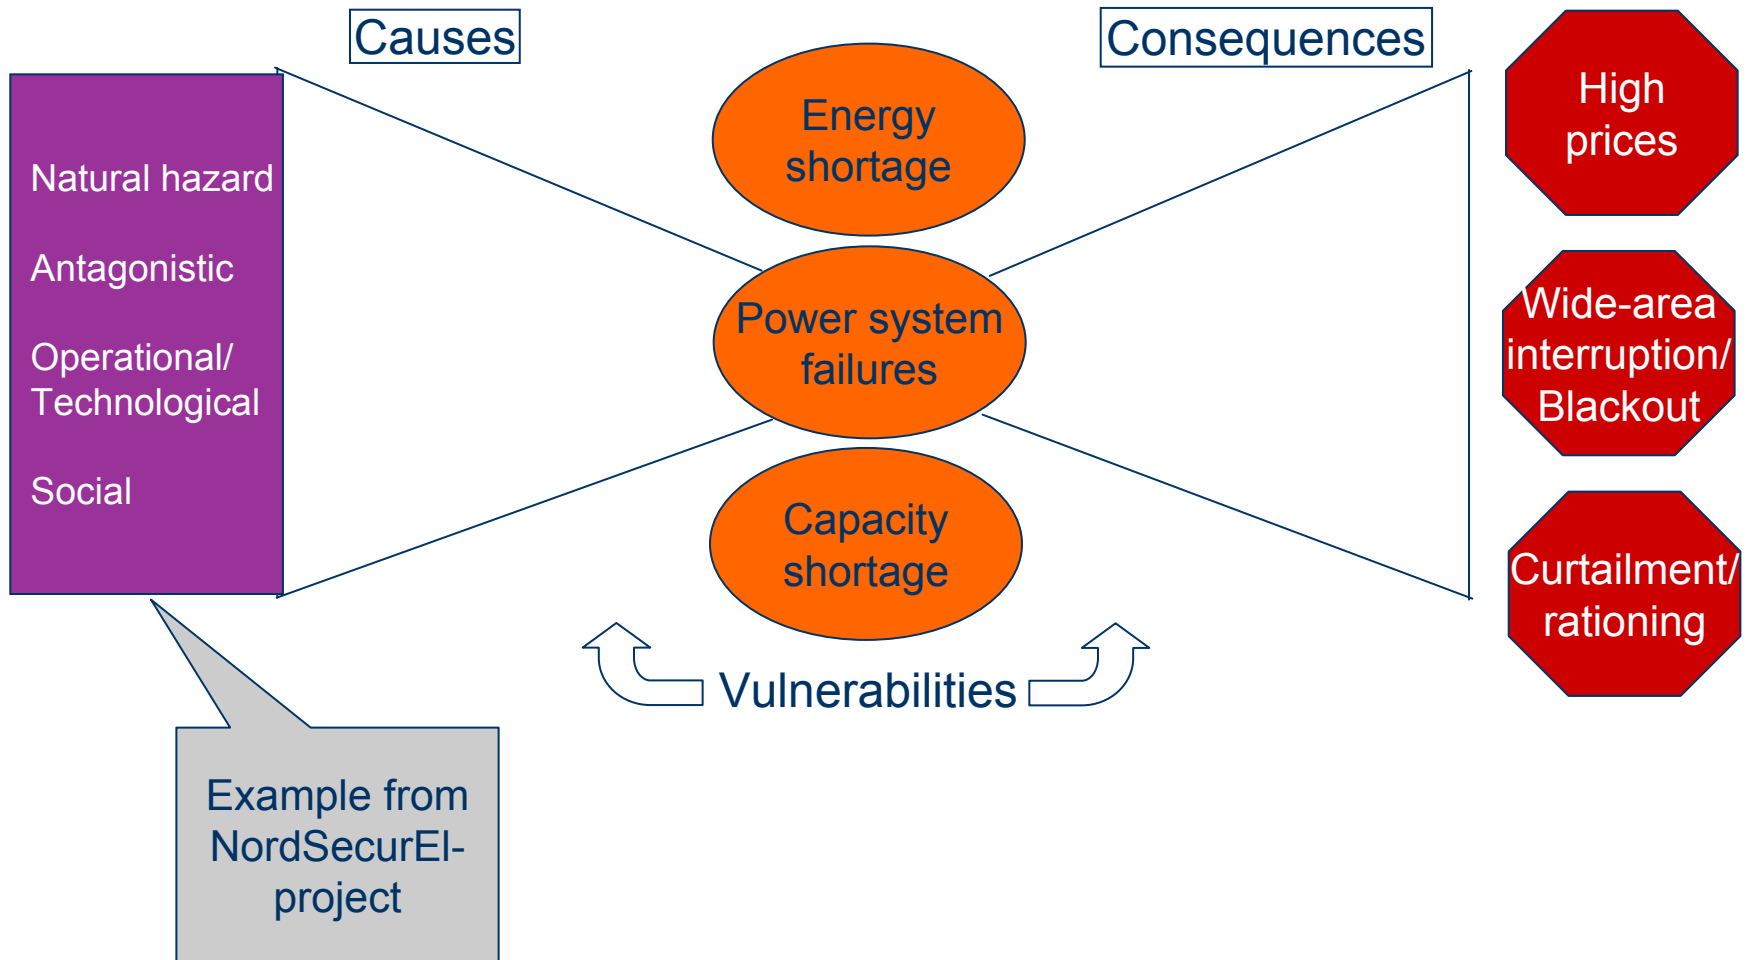 Causes
Consequences
Natural hazard
Antagonistic
Operational/
Technological
Social
Energy
shortage
Power system
failures
Capacity
shortage
High
prices
Wide-area
interruption/
Blackout
Curtailment/
rationing
Vulnerabilities
Example from
NordSecurEl-
project